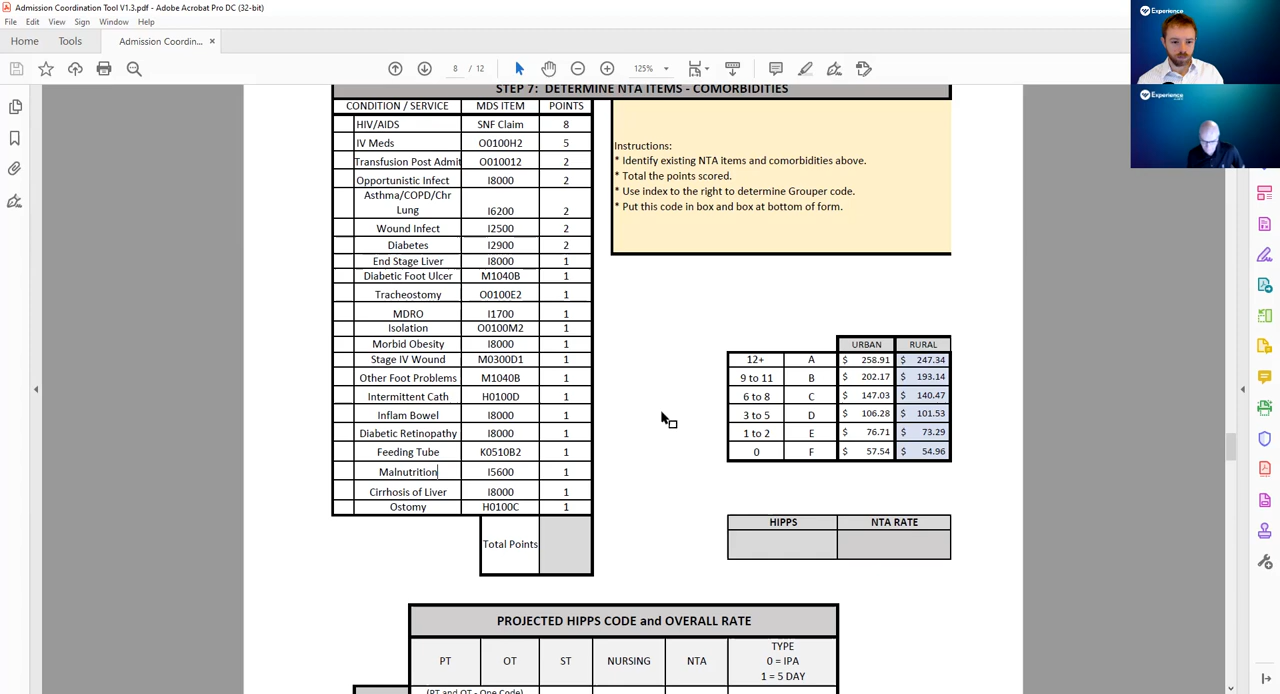 Admission Coordination Tool V1.3.pdf - Adobe Acrobat Pro DC (32-bit)
File Edit View Sign Window Help
Home Tools Admission Coordin... ×
8 / 12 125%
Experience
Experience
STEP 7: DETERMINE NTA ITEMS - COMORBIDITIES
CONDITION / SERVICE MDS ITEM POINTS
HIV/AIDS SNF Claim 8
IV Meds O0100H2 5
Transfusion Post Admit O010012 2
Opportunistic Infect I8000 2
Asthma/COPD/Chr
Lung I6200 2
Wound Infect I2500 2
Diabetes I2900 2
End Stage Liver I8000 1
Diabetic Foot Ulcer M1040B 1
Tracheostomy O0100E2 1
MDRO I1700 1
Isolation O0100M2 1
Morbid Obesity I8000 1
Stage IV Wound M0300D1 1
Other Foot Problems M1040B 1
Intermittent Cath H0100D 1
Inflam Bowel I8000 1
Diabetic Retinopathy I8000 1
Feeding Tube K0510B2 1
Malnutrition I5600 1
Cirrhosis of Liver I8000 1
Ostomy H0100C 1
Total Points
Instructions:
* Identify existing NTA items and comorbidities above.
* Total the points scored.
* Use index to the right to determine Grouper code.
* Put this code in box and box at bottom of form.
URBAN RURAL
12+ A $ 258.91 $ 247.34
9 to 11 B $ 202.17 $ 193.14
6 to 8 C $ 147.03 $ 140.47
3 to 5 D $ 106.28 $ 101.53
1 to 2 E $ 76.71 $ 73.29
0 F $ 57.54 $ 54.96
HIPPS NTA RATE
PROJECTED HIPPS CODE and OVERALL RATE
PT OT ST NURSING NTA TYPE
0 = IPA
1 = 5 DAY
(PT and OT - One Code)